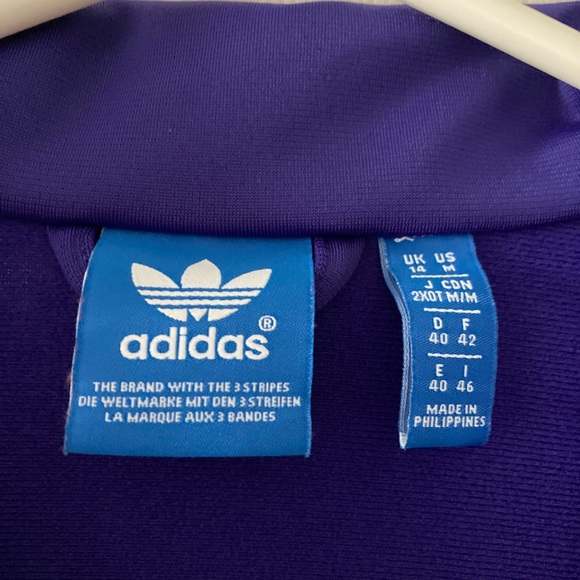 adidas®
THE BRAND WITH THE 3 STRIPES
DIE WELTMARKE MIT DEN 3 STREIFEN
LA MARQUE AUX 3 BANDES
UK US
14 M
J CDN
2XOT M/M
D F
40 42
E I
40 46
MADE IN
PHILIPPINES